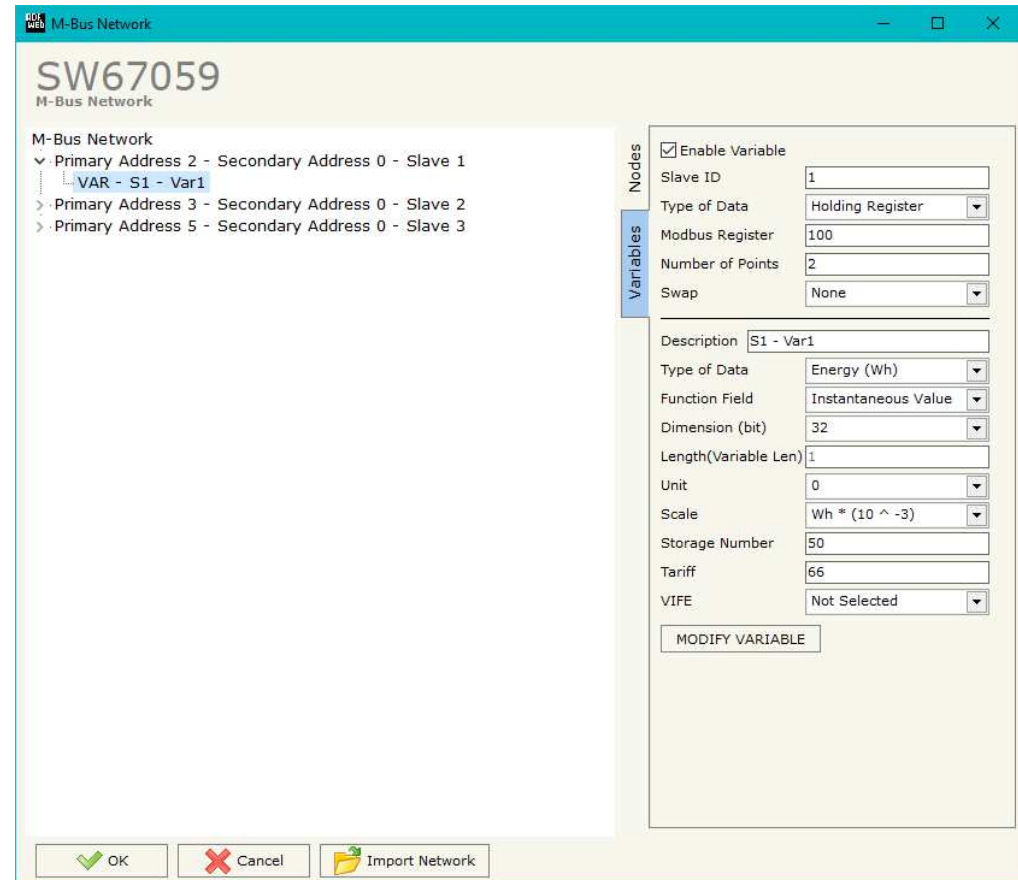 ADF
WEB
M-Bus Network
SW67059
M-Bus Network
M-Bus Network
Primary Address 2 - Secondary Address 0 - Slave 1
VAR - S1 - Var1
Primary Address 3 - Secondary Address 0 - Slave 2
Primary Address 5 - Secondary Address 0 - Slave 3
Nodes
Variables
Enable Variable
Slave ID 1
Type of Data Holding Register
Modbus Register 100
Number of Points 2
Swap None
Description S1 - Var1
Type of Data Energy (Wh)
Function Field Instantaneous Value
Dimension (bit) 32
Length(Variable Len) 1
Unit 0
Scale Wh * (10 ^ -3)
Storage Number 50
Tariff 66
VIFE Not Selected
MODIFY VARIABLE
OK Cancel Import Network